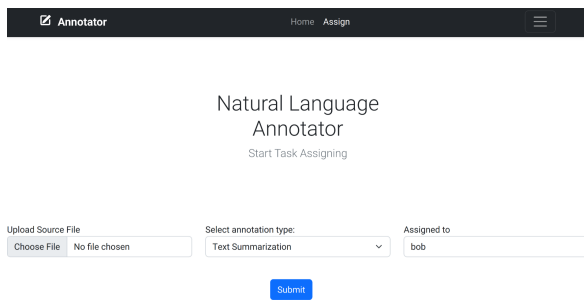 Annotator
Home Assign
Natural Language
Annotator
Start Task Assigning
Upload Source File
Select annotation type:
Assigned to
Choose File No file chosen
Text Summarization
bob
Submit